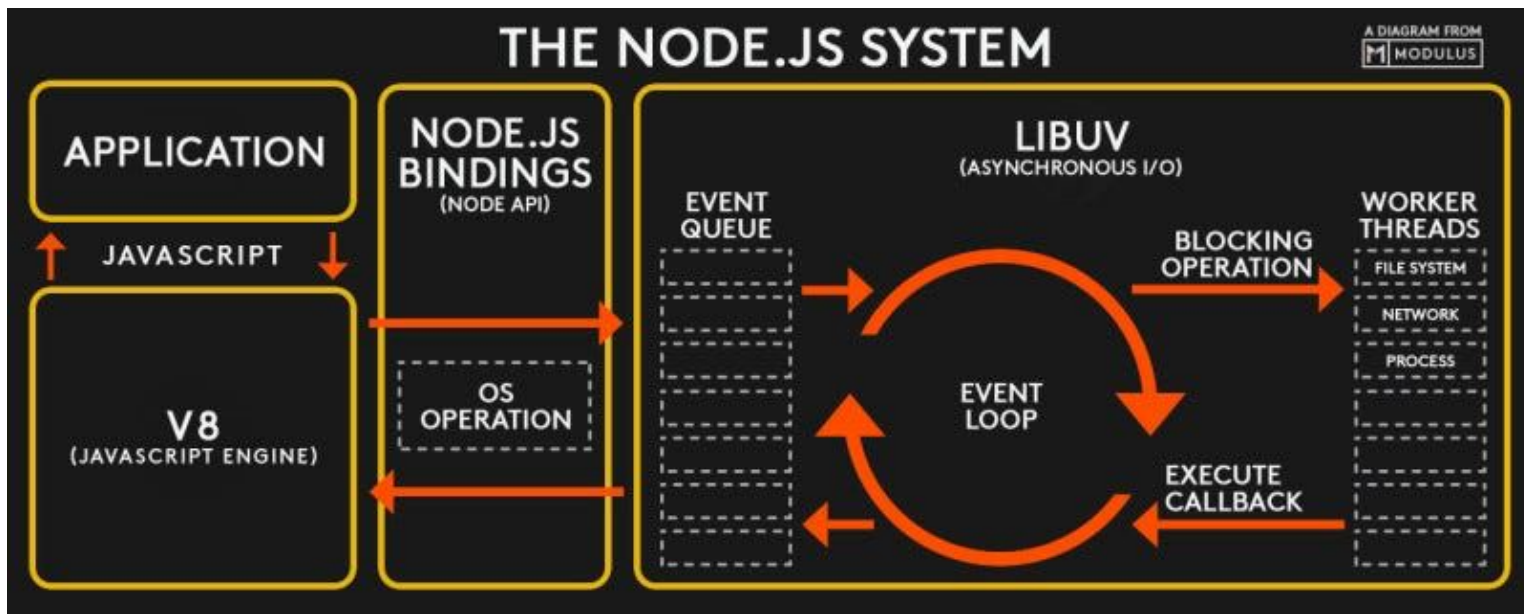 THE NODE.JS SYSTEM
A DIAGRAM FROM
MODULUS
APPLICATION
JAVASCRIPT
V8
(JAVASCRIPT ENGINE)
NODE.JS
BINDINGS
(NODE API)
OS
OPERATION
LIBUV
(ASYNCHRONOUS I/O)
EVENT
QUEUE
EVENT
LOOP
BLOCKING
OPERATION
EXECUTE
CALLBACK
WORKER
THREADS
FILE SYSTEM
NETWORK
PROCESS